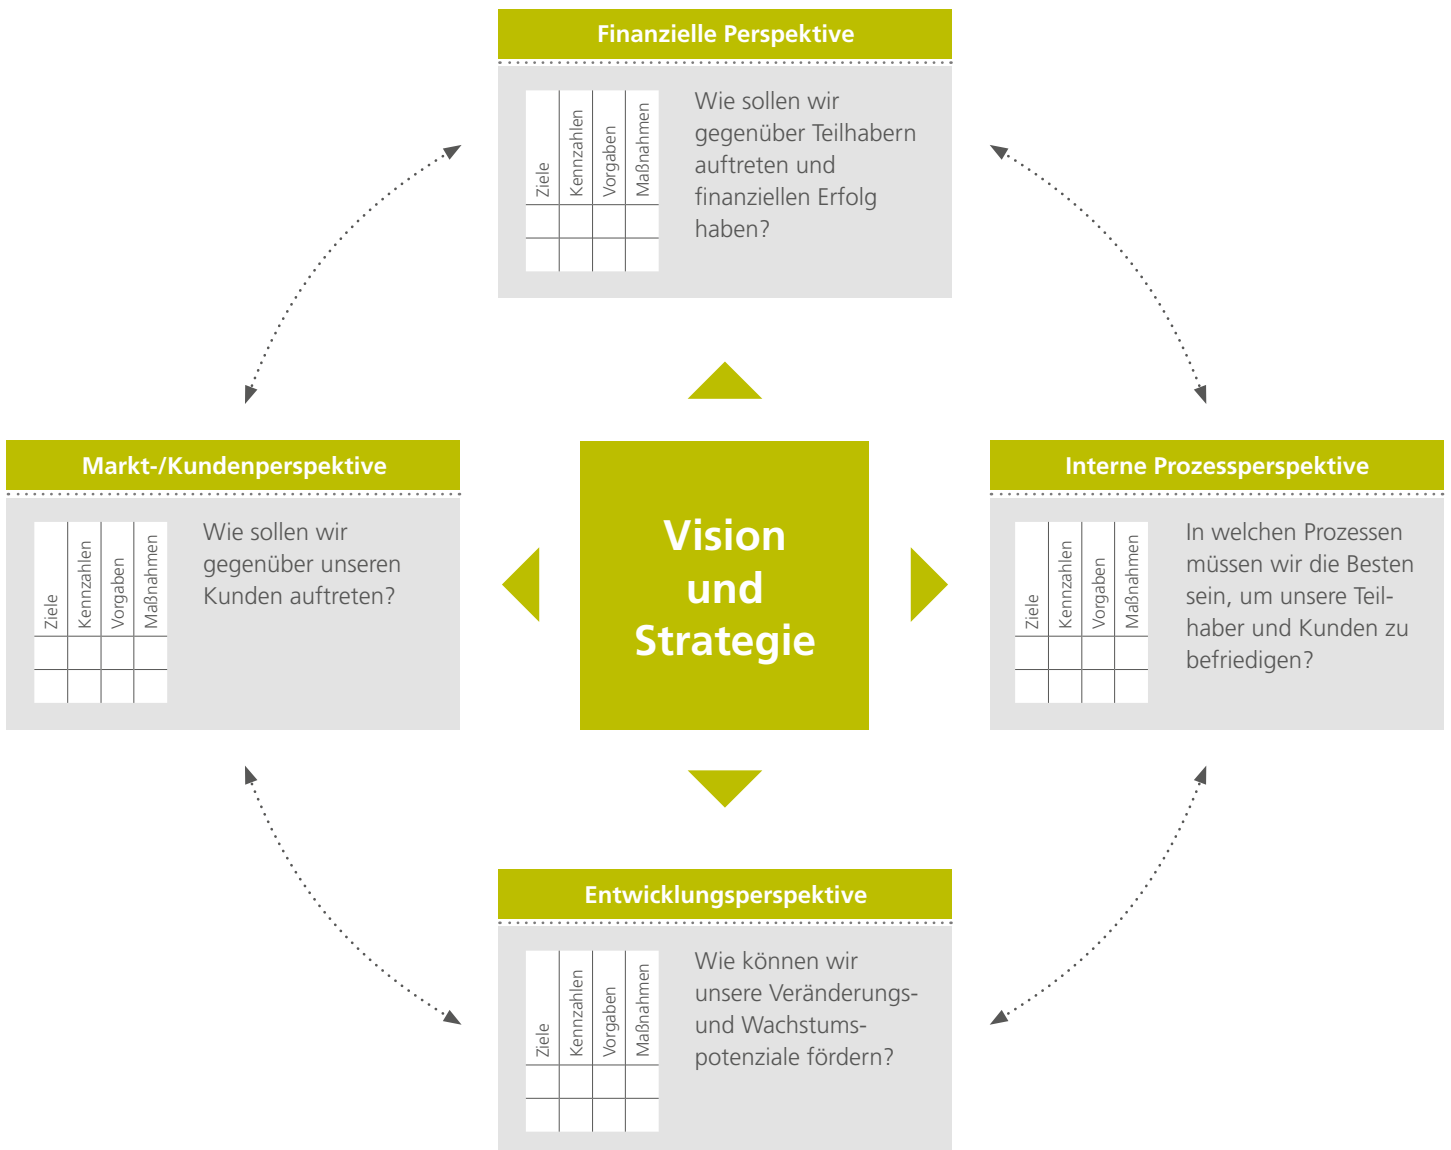 Finanzielle Perspektive
Ziele
Kennzahlen
Vorgaben
Maßnahmen
Wie sollen wir
gegenüber Teilhabern
auftreten und
finanziellen Erfolg
haben?
Markt-/Kundenperspektive
Ziele
Kennzahlen
Vorgaben
Maßnahmen
Wie sollen wir
gegenüber unseren
Kunden auftreten?
Vision
und
Strategie
Interne Prozessperspektive
Ziele
Kennzahlen
Vorgaben
Maßnahmen
In welchen Prozessen
müssen wir die Besten
sein, um unsere Teil-
haber und Kunden zu
befriedigen?
Entwicklungsperspektive
Ziele
Kennzahlen
Vorgaben
Maßnahmen
Wie können wir
unsere Veränderungs-
und Wachstums-
potenziale fördern?